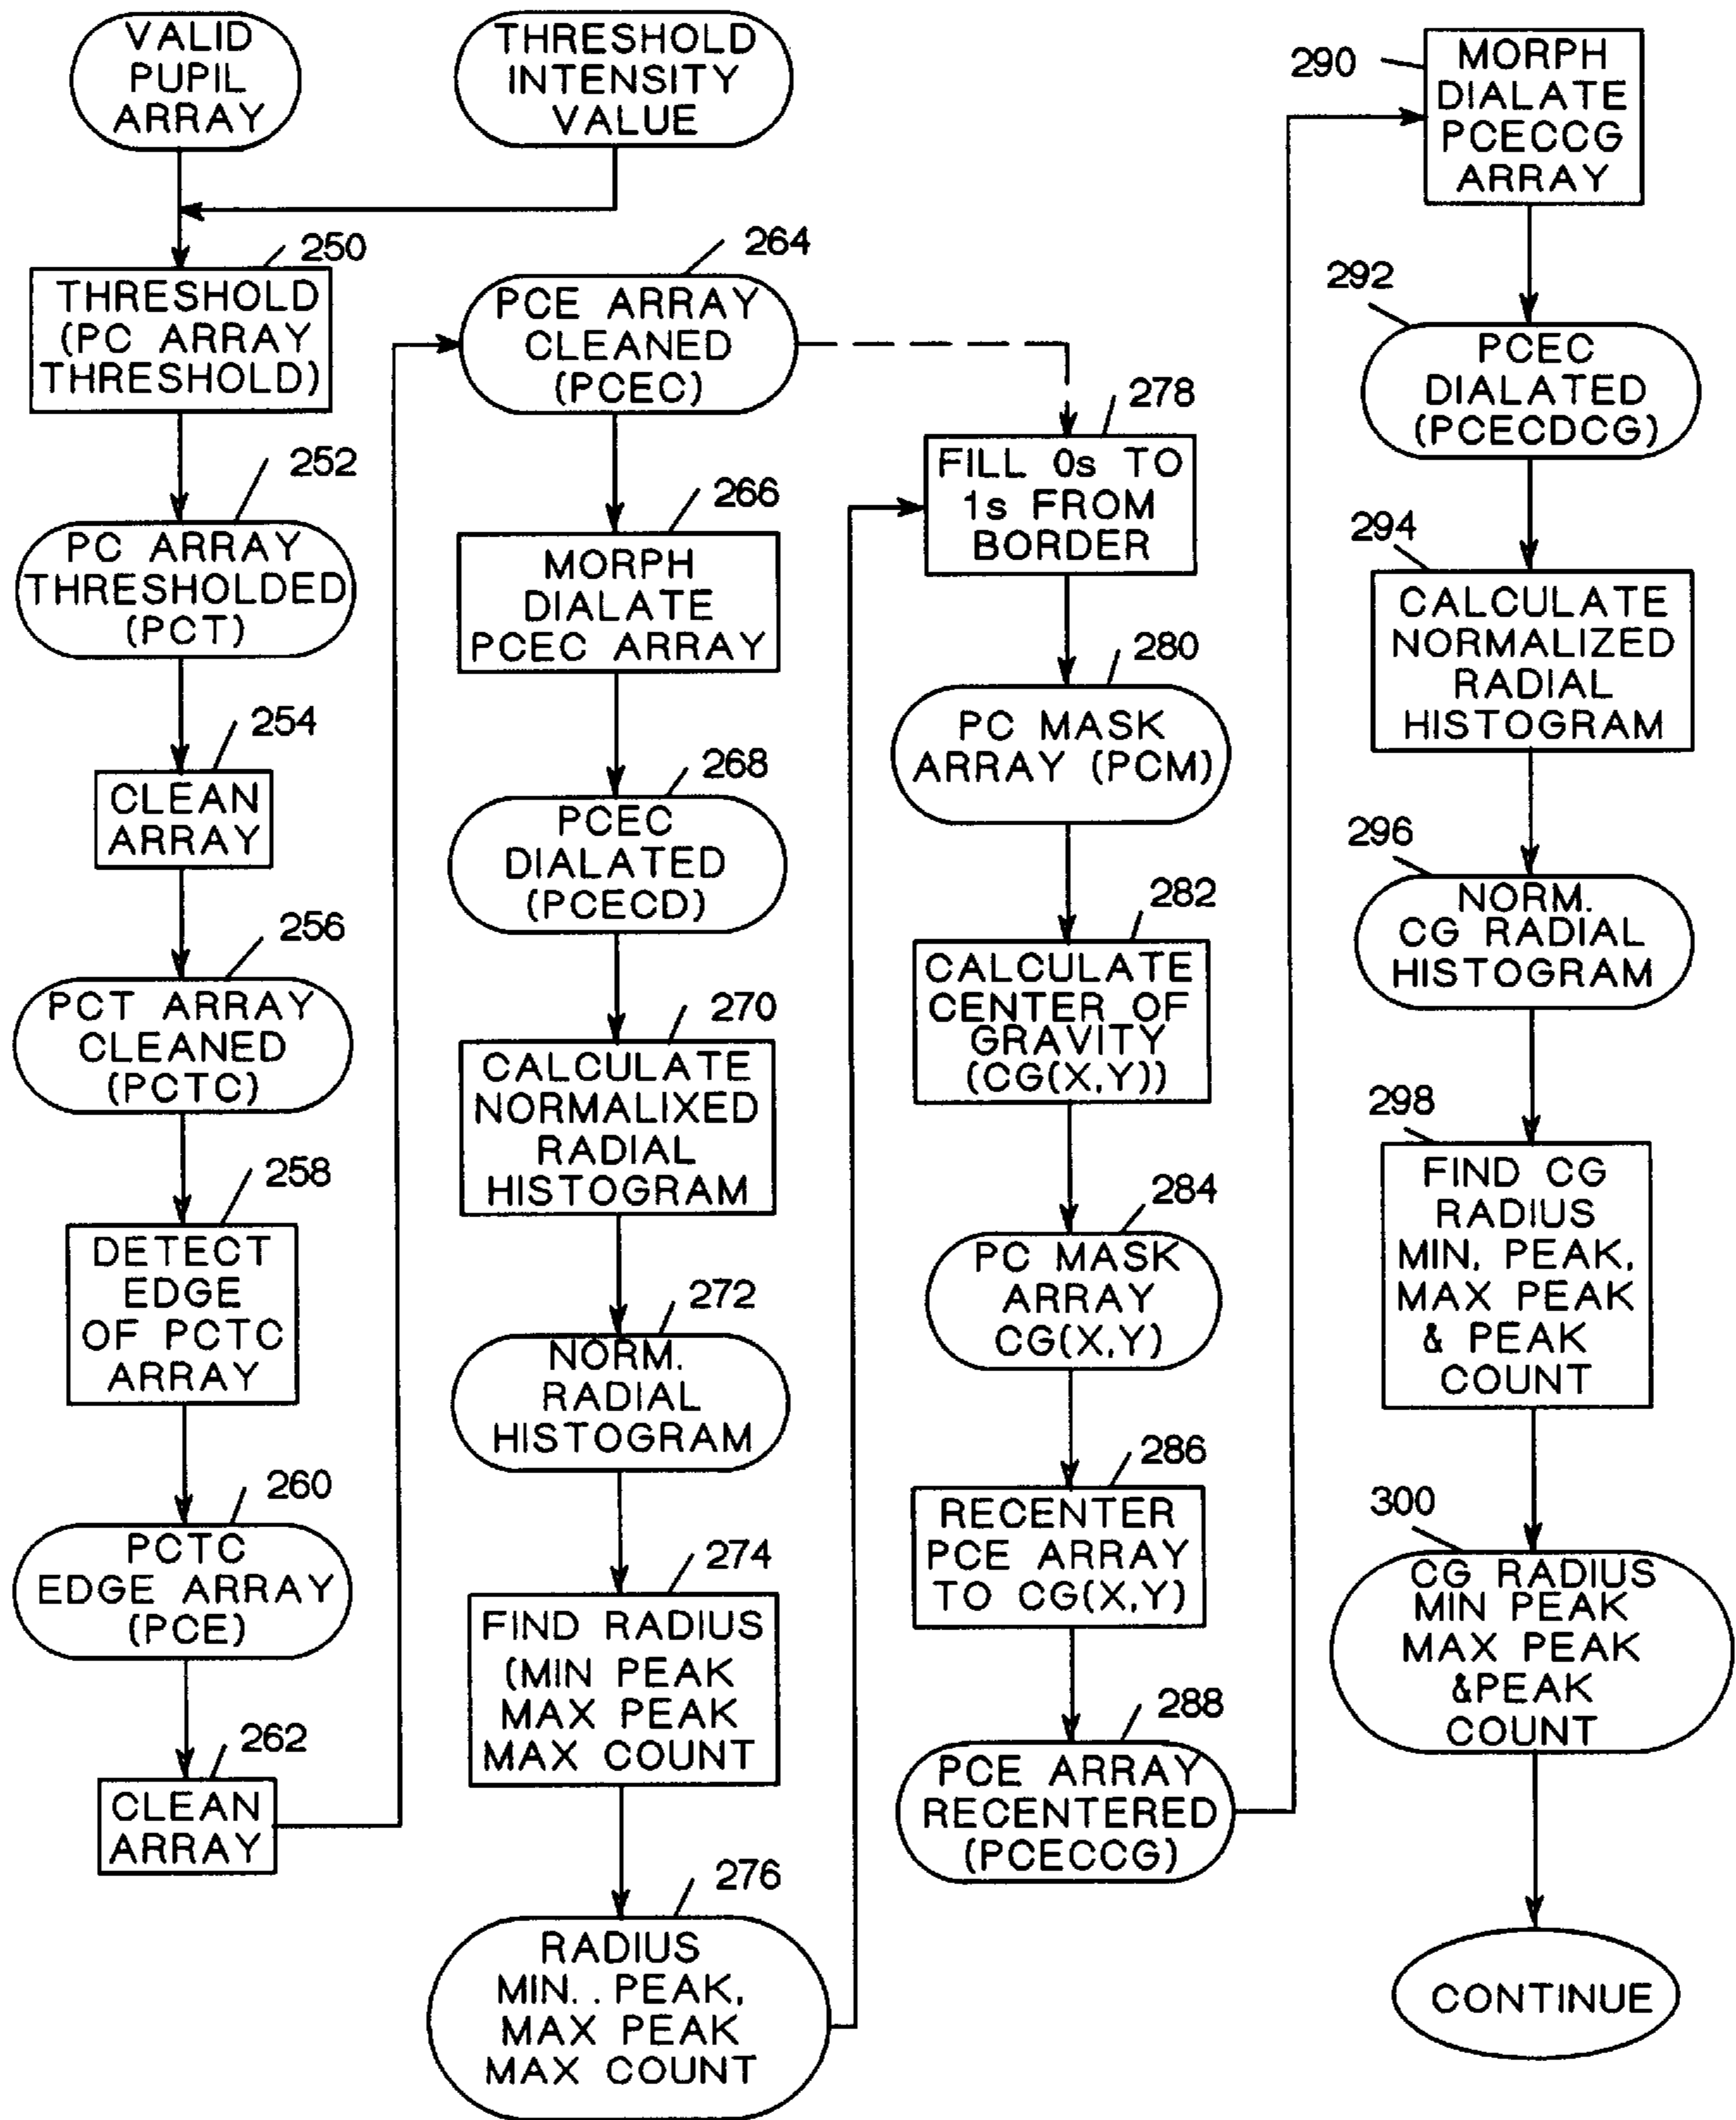 VALID
PUPIL
ARRAY
THRESHOLD
INTENSITY
VALUE
250
THRESHOLD
(PC ARRAY
THRESHOLD)
252
PC ARRAY
THRESHOLDED
(PCT)
254
CLEAN
ARRAY
256
PCT ARRAY
CLEANED
(PCTC)
258
DETECT
EDGE
OF PCTC
ARRAY
260
PCTC
EDGE ARRAY
(PCE)
262
CLEAN
ARRAY
264
PCE ARRAY
CLEANED
(PCEC)
266
MORPH
DIALATE
PCEC ARRAY
268
PCEC
DIALATED
(PCECD)
270
CALCULATE
NORMALIXED
RADIAL
HISTOGRAM
272
NORM.
RADIAL
HISTOGRAM
274
FIND RADIUS
(MIN PEAK
MAX PEAK
MAX COUNT
276
RADIUS
MIN.. PEAK,
MAX PEAK
MAX COUNT
278
FILL 0s TO
1s FROM
BORDER
280
PC MASK
ARRAY (PCM)
282
CALCULATE
CENTER OF
GRAVITY
(CG(X,Y))
284
PC MASK
ARRAY
CG(X,Y)
286
RECENTER
PCE ARRAY
TO CG(X,Y)
288
PCE ARRAY
RECENTERED
(PCECCG)
290
MORPH
DIALATE
PCECCG
ARRAY
292
PCEC
DIALATED
(PCECDCG)
294
CALCULATE
NORMALIZED
RADIAL
HISTOGRAM
296
NORM.
CG RADIAL
HISTOGRAM
298
FIND CG
RADIUS
MIN. PEAK,
MAX PEAK
& PEAK
COUNT
300
CG RADIUS
MIN PEAK
MAX PEAK
&PEAK
COUNT
CONTINUE